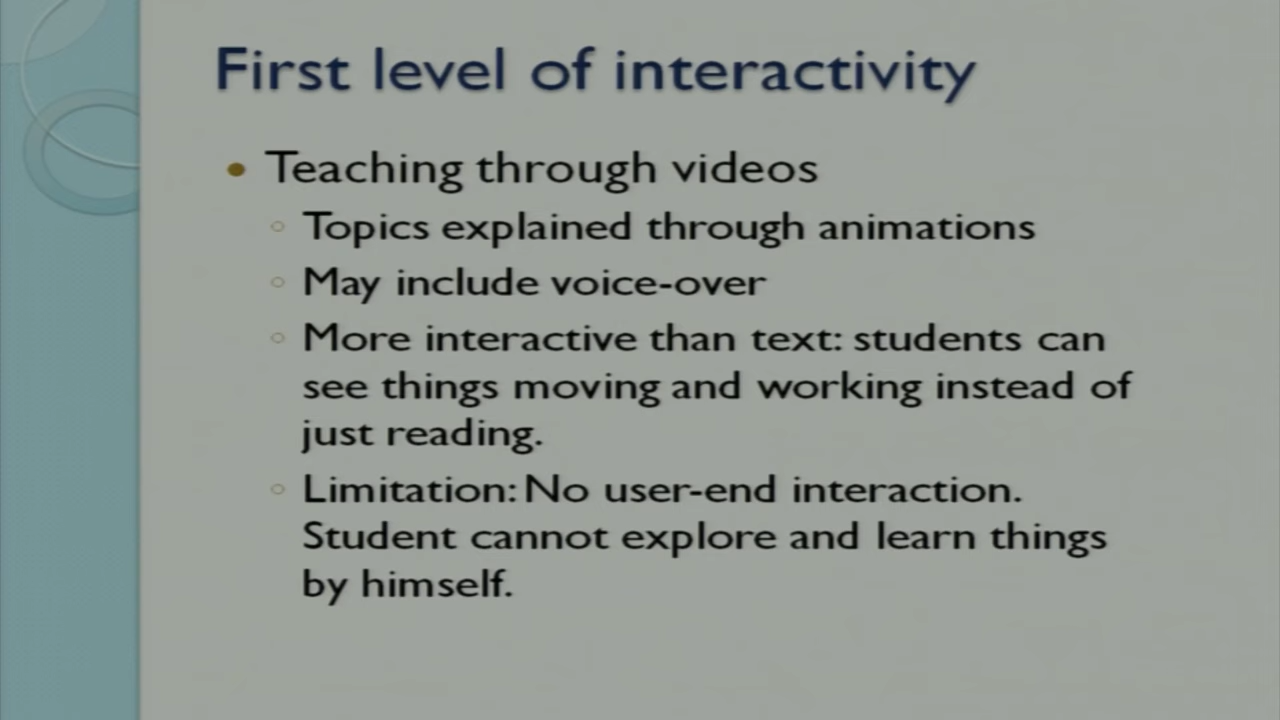 First level of interactivity
• Teaching through videos
◦ Topics explained through animations
◦ May include voice-over
◦ More interactive than text: students can
see things moving and working instead of
just reading.
◦ Limitation: No user-end interaction.
Student cannot explore and learn things
by himself.